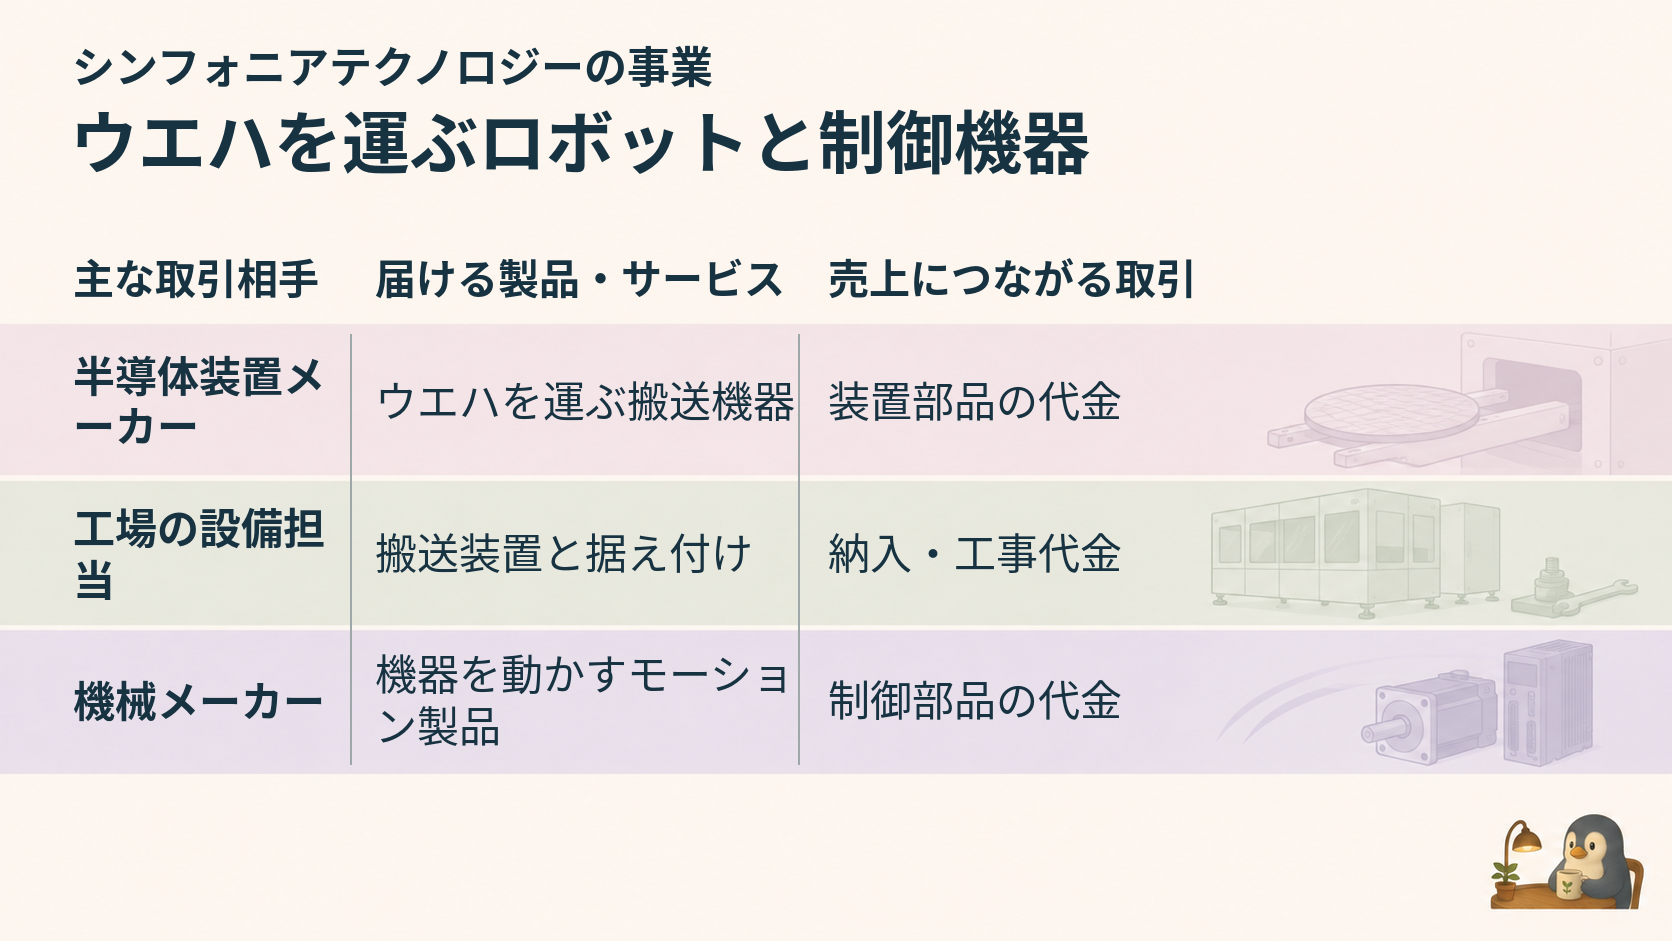 シンフォニアテクノロジーの事業
ウエハを運ぶロボットと制御機器
主な取引相手 届ける製品・サービス 売上につながる取引
半導体装置メ
ーカー
ウエハを運ぶ搬送機器
装置部品の代金
工場の設備担
当
搬送装置と据え付け
納入・工事代金
機械メーカー
機器を動かすモーショ
ン製品
制御部品の代金